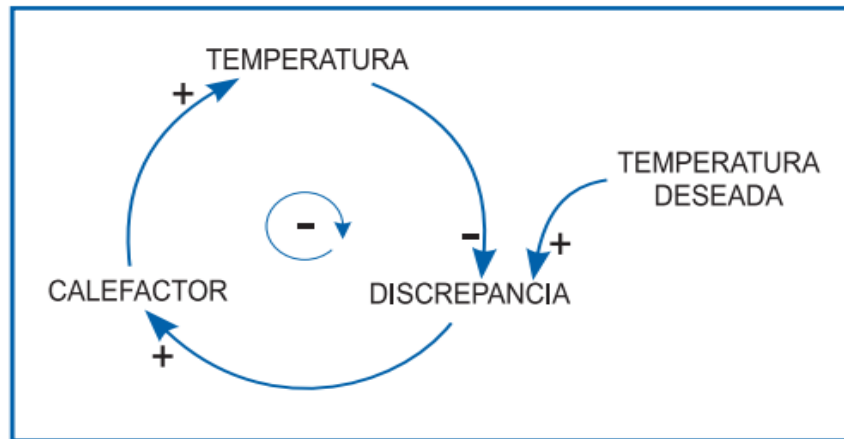 TEMPERATURA
+
TEMPERATURA
DESEADA
-
-
+
CALEFACTOR
DISCREPANCIA
+